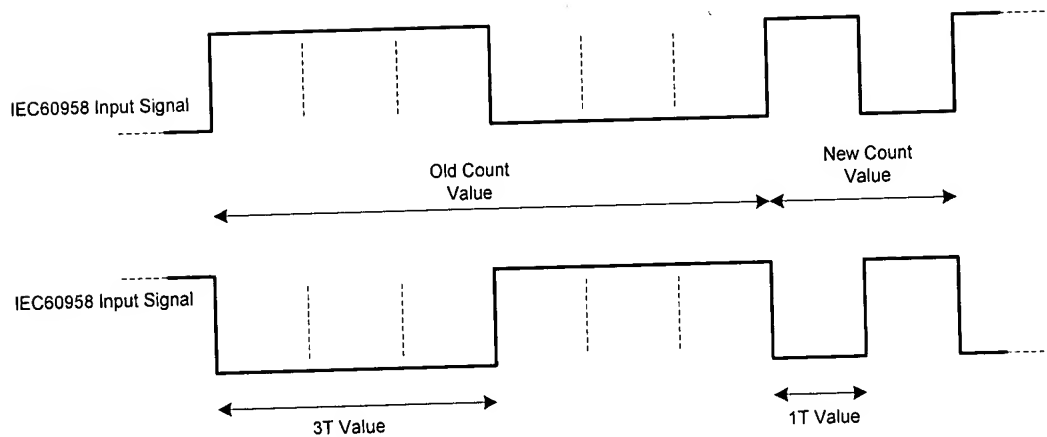 IEC60958 Input Signal
Old Count
Value
New Count
Value
IEC60958 Input Signal
3T Value
1T Value